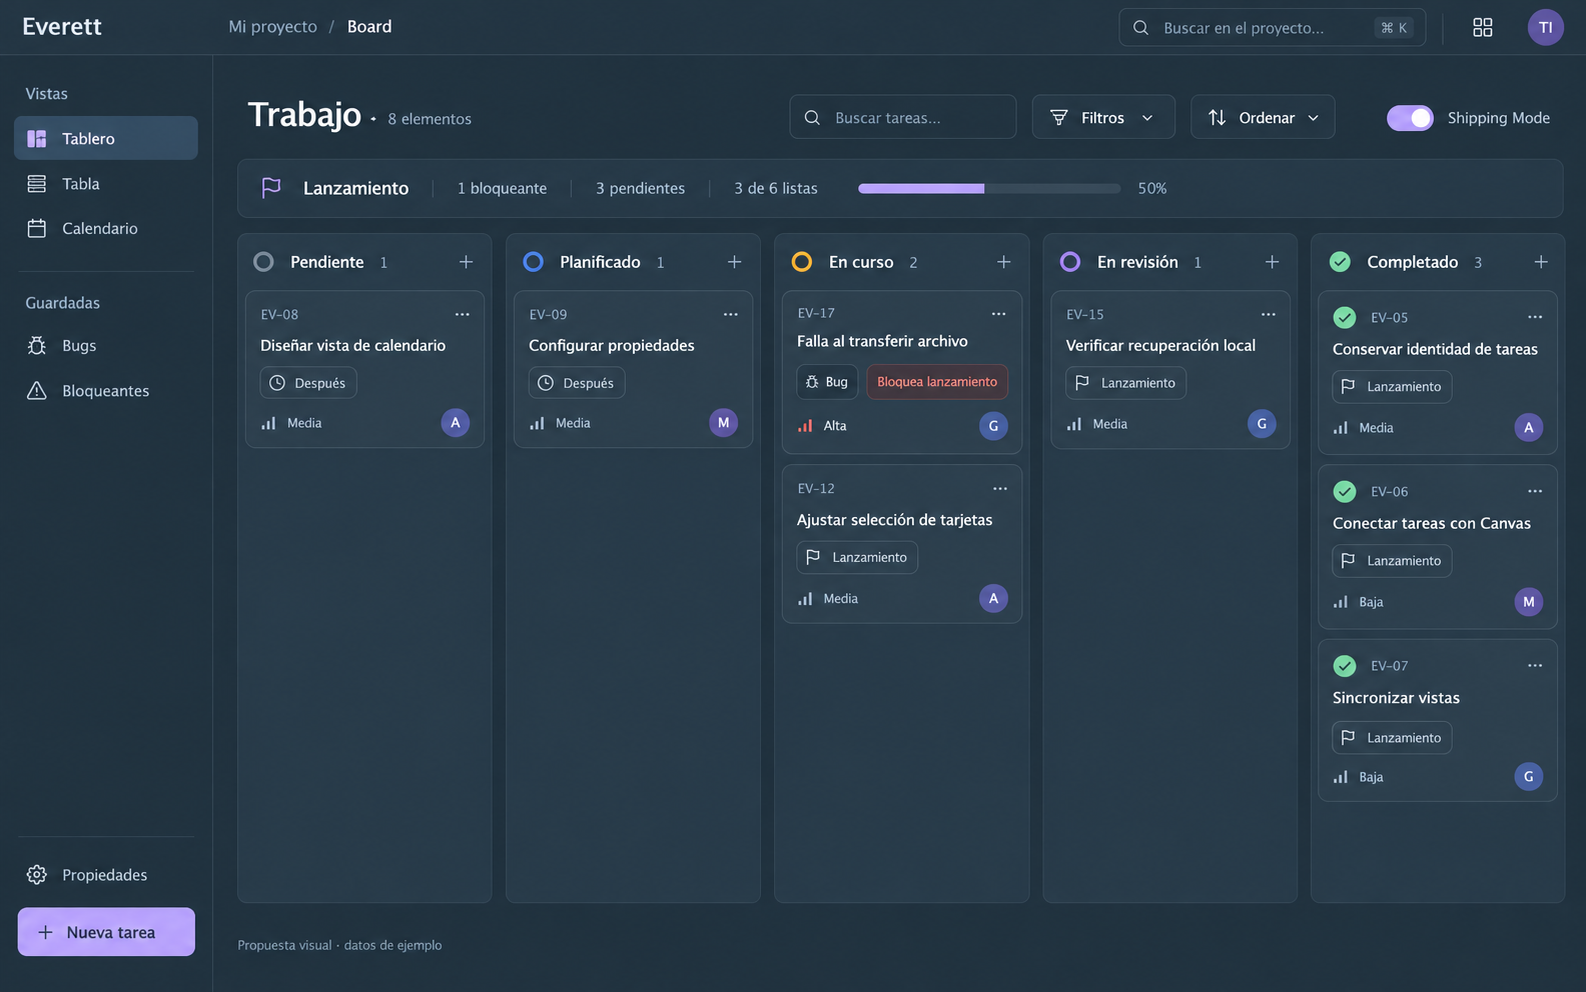 Everett
Mi proyecto / Board
Buscar en el proyecto... ⌘ K
TI
Vistas
Tablero
Tabla
Calendario
Guardadas
Bugs
Bloqueantes
Propiedades
+ Nueva tarea
Trabajo · 8 elementos
Buscar tareas...
Filtros
Ordenar
Shipping Mode
Lanzamiento
1 bloqueante
3 pendientes
3 de 6 listas
50%
Pendiente 1 +
EV-08 ...
Diseñar vista de calendario
Después
Media A
Planificado 1 +
EV-09 ...
Configurar propiedades
Después
Media M
En curso 2 +
EV-17 ...
Falla al transferir archivo
Bug Bloquea lanzamiento
Alta G
EV-12 ...
Ajustar selección de tarjetas
Lanzamiento
Media A
En revisión 1 +
EV-15 ...
Verificar recuperación local
Lanzamiento
Media G
Completado 3 +
EV-05 ...
Conservar identidad de tareas
Lanzamiento
Media A
EV-06 ...
Conectar tareas con Canvas
Lanzamiento
Baja M
EV-07 ...
Sincronizar vistas
Lanzamiento
Baja G
Propuesta visual · datos de ejemplo